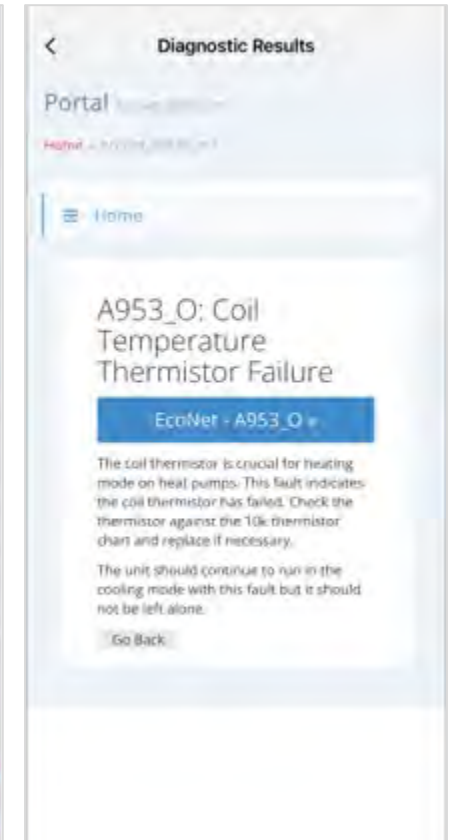 Diagnostic Results
Portal
Home
Home
A953_O: Coil
Temperature
Thermistor Failure
EcoNet - A953_O
The coil thermistor is crucial for heating
mode on heat pumps. This fault indicates
the coil thermistor has failed. Check the
thermistor against the 10k thermistor
chart and replace if necessary.
The unit should continue to run in the
cooling mode with this fault but it should
not be left alone.
Go Back